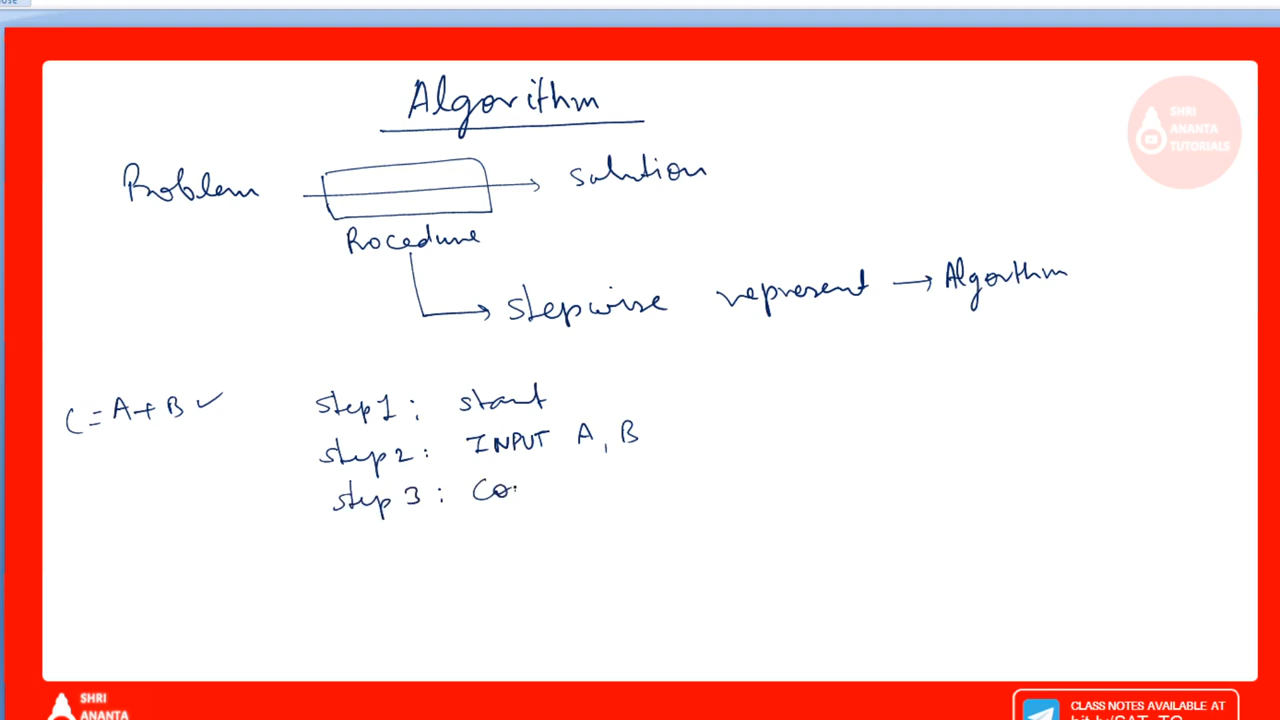 Algorithm
SHRI
ANANTA
TUTORIALS
Problem → solution
Procedure
→ stepwise represent → Algorithm
C = A + B ✓
step 1 : start
step 2 : INPUT A, B
step 3 : Co
SHRI
ANANTA
CLASS NOTES AVAILABLE AT